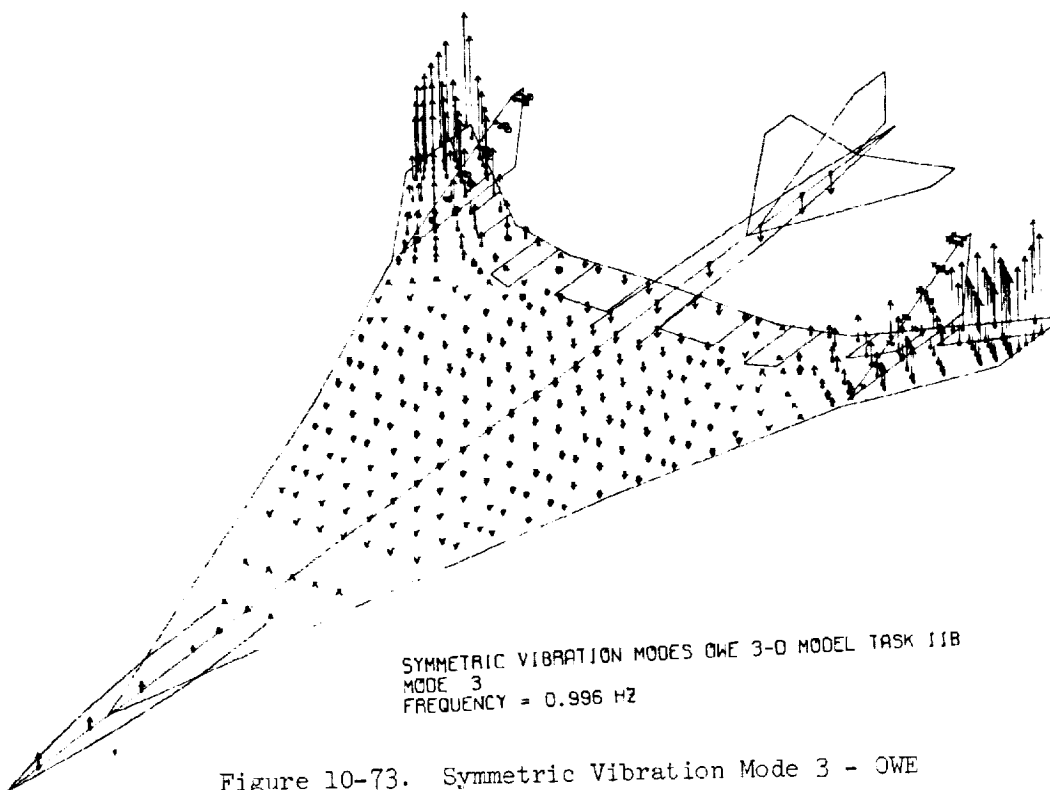 SYMMETRIC VIBRATION MODES OWE 3-D MODEL TASK IIB
MODE 3
FREQUENCY = 0.996 HZ
Figure 10-73. Symmetric Vibration Mode 3 - OWE